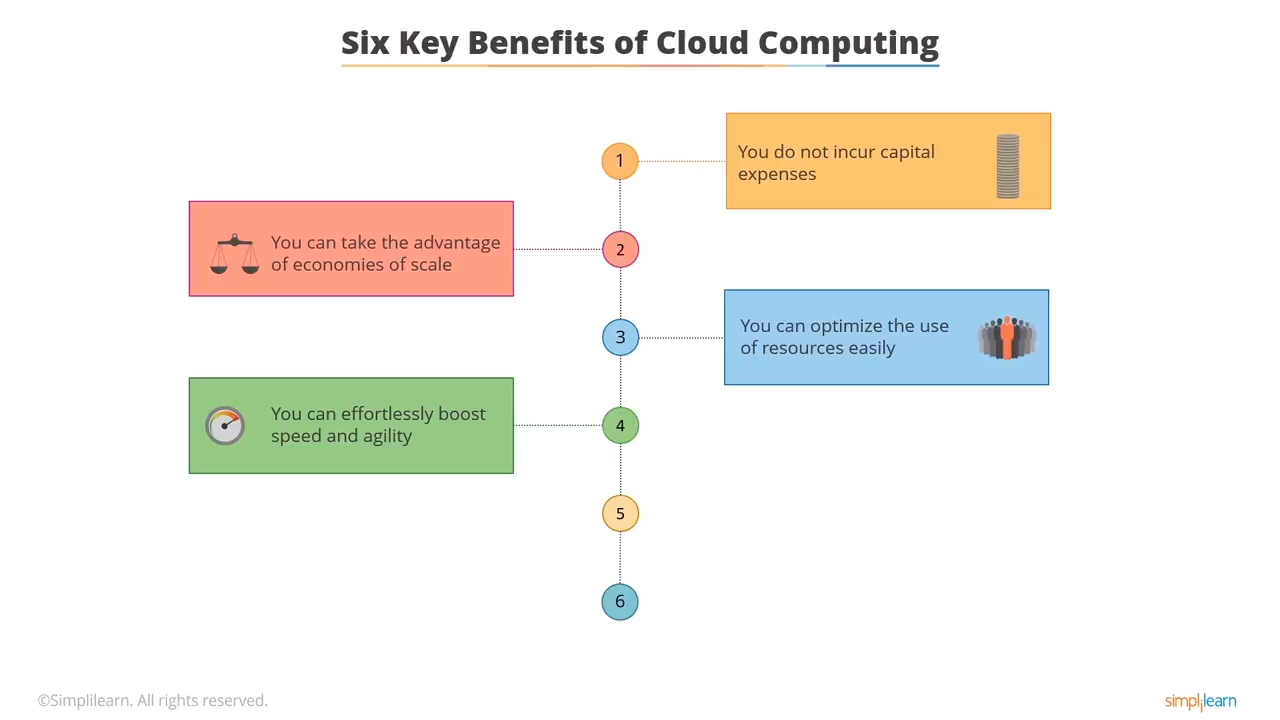 Six Key Benefits of Cloud Computing
1
You do not incur capital
expenses
2
You can take the advantage
of economies of scale
3
You can optimize the use
of resources easily
4
You can effortlessly boost
speed and agility
5
6
©Simplilearn. All rights reserved.
simplilearn